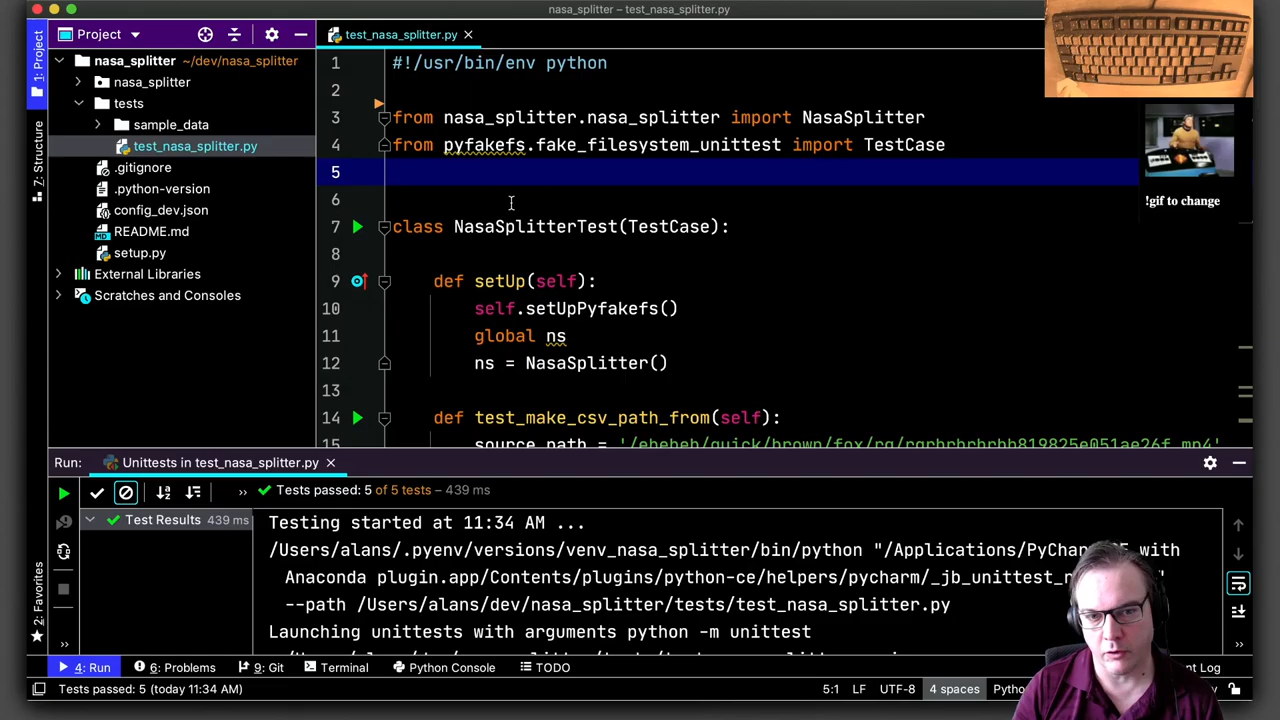 nasa_splitter – test_nasa_splitter.py
Project
test_nasa_splitter.py
1: Project
7: Structure
2: Favorites
nasa_splitter ~/dev/nasa_splitter
nasa_splitter
tests
sample_data
test_nasa_splitter.py
.gitignore
.python-version
config_dev.json
README.md
setup.py
External Libraries
Scratches and Consoles
1 #!/usr/bin/env python
2
3 from nasa_splitter.nasa_splitter import NasaSplitter
4 from pyfakefs.fake_filesystem_unittest import TestCase
5
6
7 class NasaSplitterTest(TestCase):
8
9 def setUp(self):
10 self.setUpPyfakefs()
11 global ns
12 ns = NasaSplitter()
13
14 def test_make_csv_path_from(self):
15 source_path =
!gif to change
Run: Unittests in test_nasa_splitter.py
Tests passed: 5 of 5 tests – 439 ms
Test Results 439 ms
Testing started at 11:34 AM ...
/Users/alans/.pyenv/versions/venv_nasa_splitter/bin/python "/Applications/PyCharm CE with
Anaconda plugin.app/Contents/plugins/python-ce/helpers/pycharm/_jb_unittest_
--path /Users/alans/dev/nasa_splitter/tests/test_nasa_splitter.py
Launching unittests with arguments python -m unittest
4: Run 6: Problems 9: Git Terminal Python Console TODO Log
Tests passed: 5 (today 11:34 AM) 5:1 LF UTF-8 4 spaces